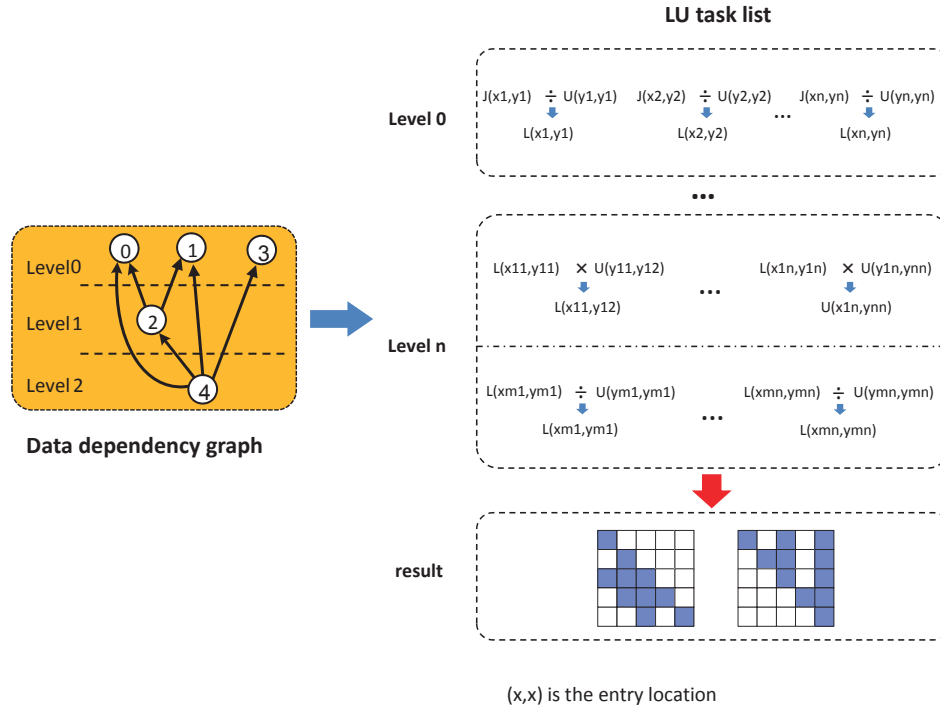 LU task list
J(x1,y1) ÷ U(y1,y1) J(x2,y2) ÷ U(y2,y2) J(xn,yn) ÷ U(yn,yn)
Level 0
L(x1,y1) L(x2,y2) ... L(xn,yn)
...
0 1 3
Level0
L(x11,y11) × U(y11,y12) L(x1n,y1n) × U(y1n,ynn)
...
L(x11,y12) U(x1n,ynn)
Level 1 2
Level n
Level 2 4
L(xm1,ym1) ÷ U(ym1,ym1) L(xmn,ymn) ÷ U(ymn,ymn)
...
L(xm1,ym1) L(xmn,ymn)
Data dependency graph
result
(x,x) is the entry location